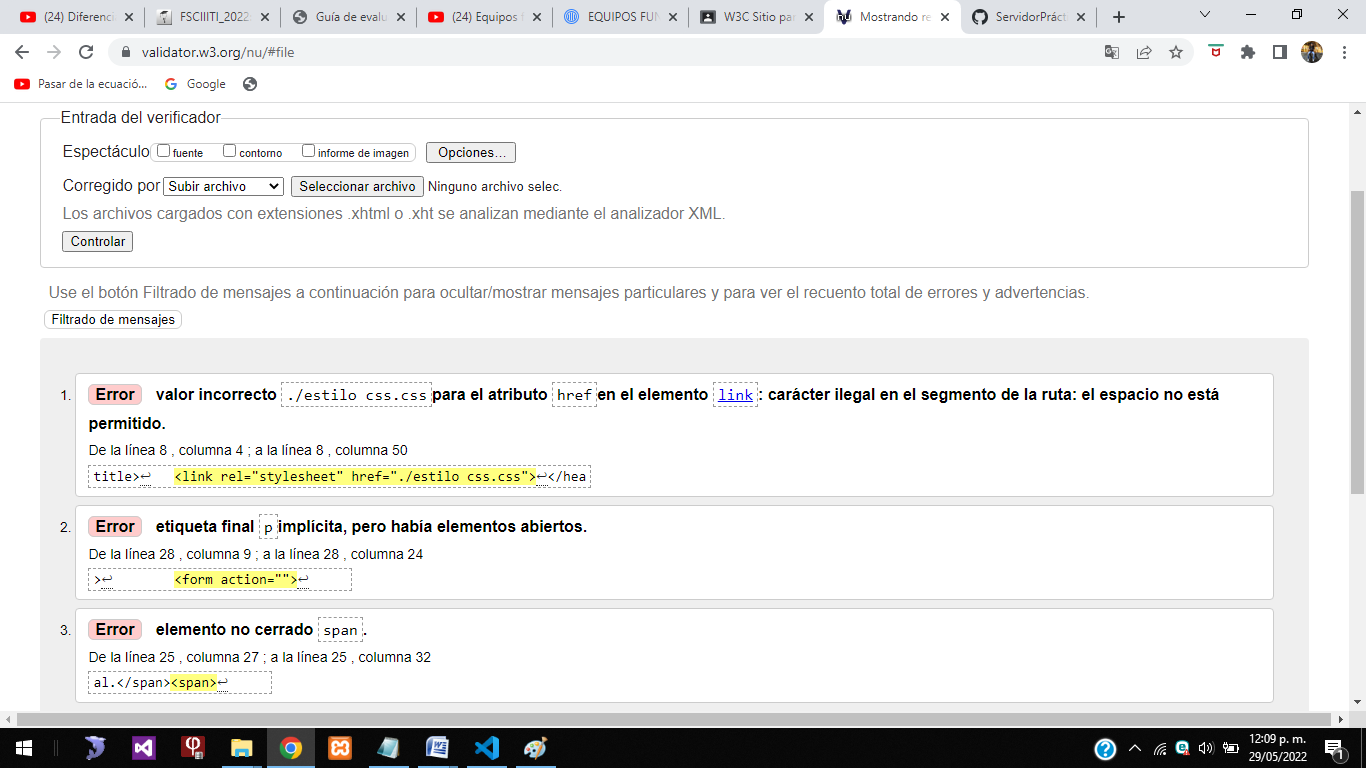 (24) Diferencia
FSCIIITI_2022
Guía de evalu
(24) Equipos f
EQUIPOS FUN
W3C Sitio par
Mostrando re
ServidorPráct
validator.w3.org/nu/#file
Pasar de la ecuació...
Google
Entrada del verificador
Espectáculo fuente contorno informe de imagen Opciones...
Corregido por Subir archivo Seleccionar archivo Ninguno archivo selec.
Los archivos cargados con extensiones .xhtml o .xht se analizan mediante el analizador XML.
Controlar
Use el botón Filtrado de mensajes a continuación para ocultar/mostrar mensajes particulares y para ver el recuento total de errores y advertencias.
Filtrado de mensajes
1. Error valor incorrecto ./estilo css.css para el atributo href en el elemento link: carácter ilegal en el segmento de la ruta: el espacio no está
permitido.
De la línea 8 , columna 4 ; a la línea 8 , columna 50
title>↩ <link rel="stylesheet" href="./estilo css.css">↩</hea
2. Error etiqueta final p implícita, pero había elementos abiertos.
De la línea 28 , columna 9 ; a la línea 28 , columna 24
>↩ <form action="">↩
3. Error elemento no cerrado span.
De la línea 25 , columna 27 ; a la línea 25 , columna 32
al.</span><span>↩
12:09 p. m.
29/05/2022
1